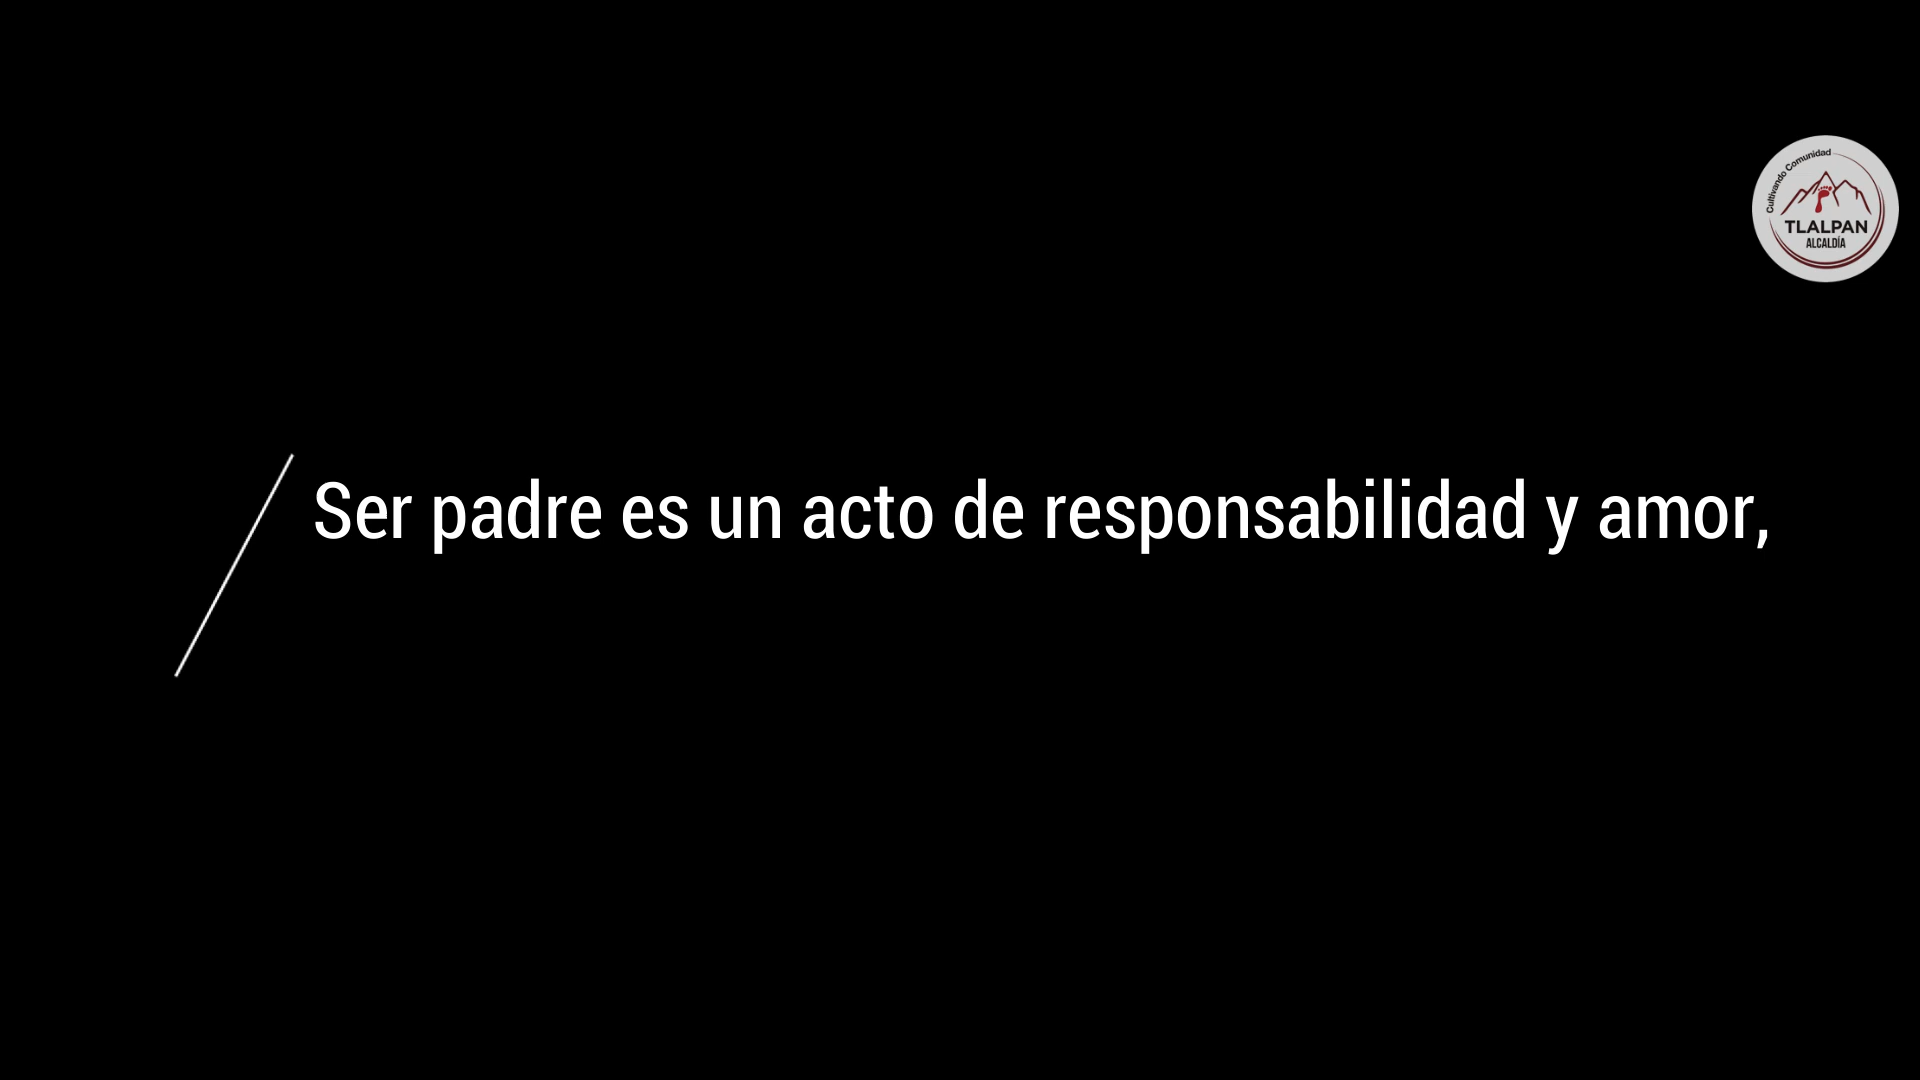 Cultivando Comunidad
TLALPAN
ALCALDÍA
Ser padre es un acto de responsabilidad y amor,